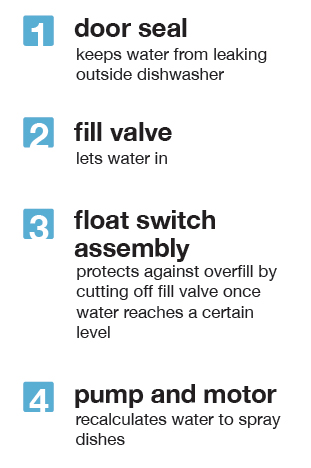 1 door seal
keeps water from leaking
outside dishwasher
2 fill valve
lets water in
3 float switch
assembly
protects against overfill by
cutting off fill valve once
water reaches a certain
level
4 pump and motor
recalculates water to spray
dishes